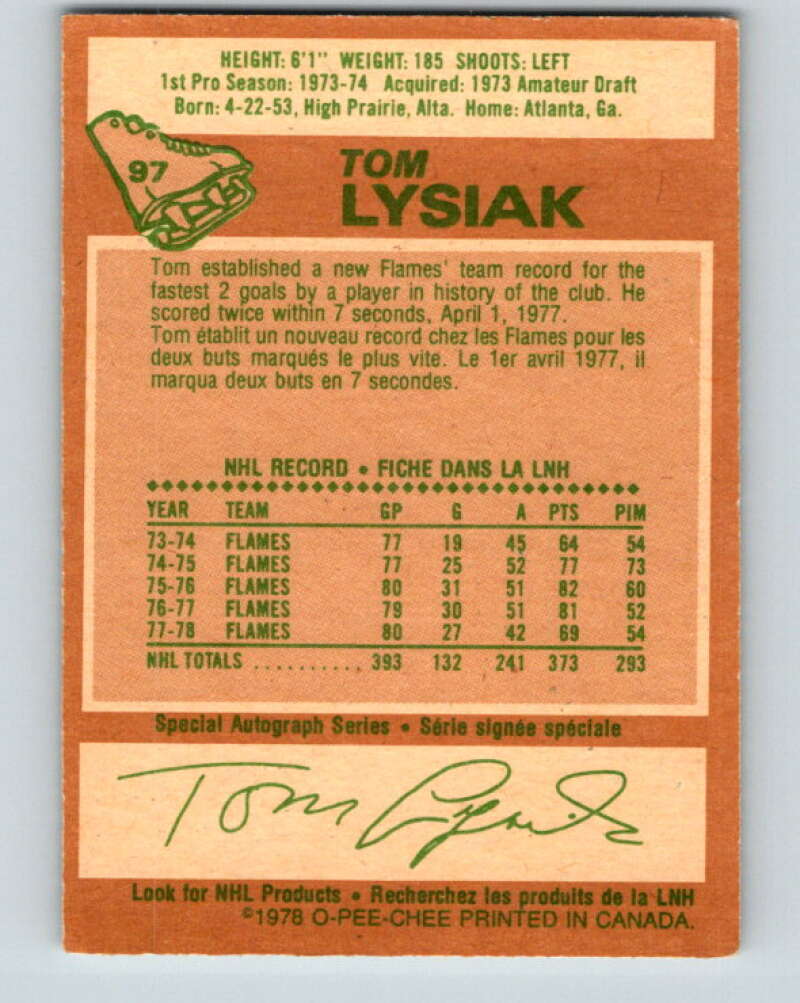 HEIGHT: 6'1" WEIGHT: 185 SHOOTS: LEFT
1st Pro Season: 1973-74 Acquired: 1973 Amateur Draft
Born: 4-22-53, High Prairie, Alta. Home: Atlanta, Ga.
97
TOM
LYSIAK
Tom established a new Flames' team record for the
fastest 2 goals by a player in history of the club. He
scored twice within 7 seconds, April 1, 1977.
Tom établit un nouveau record chez les Flames pour les
deux buts marqués le plus vite. Le 1er avril 1977, il
marqua deux buts en 7 secondes.
NHL RECORD • FICHE DANS LA LNH
YEAR TEAM GP G A PTS PIM
73-74 FLAMES 77 19 45 64 54
74-75 FLAMES 77 25 52 77 73
75-76 FLAMES 80 31 51 82 60
76-77 FLAMES 79 30 51 81 52
77-78 FLAMES 80 27 42 69 54
NHL TOTALS .......... 393 132 241 373 293
Special Autograph Series • Série signée spéciale
Tom Lysiak
Look for NHL Products • Recherchez les produits de la LNH
©1978 O-PEE-CHEE PRINTED IN CANADA.